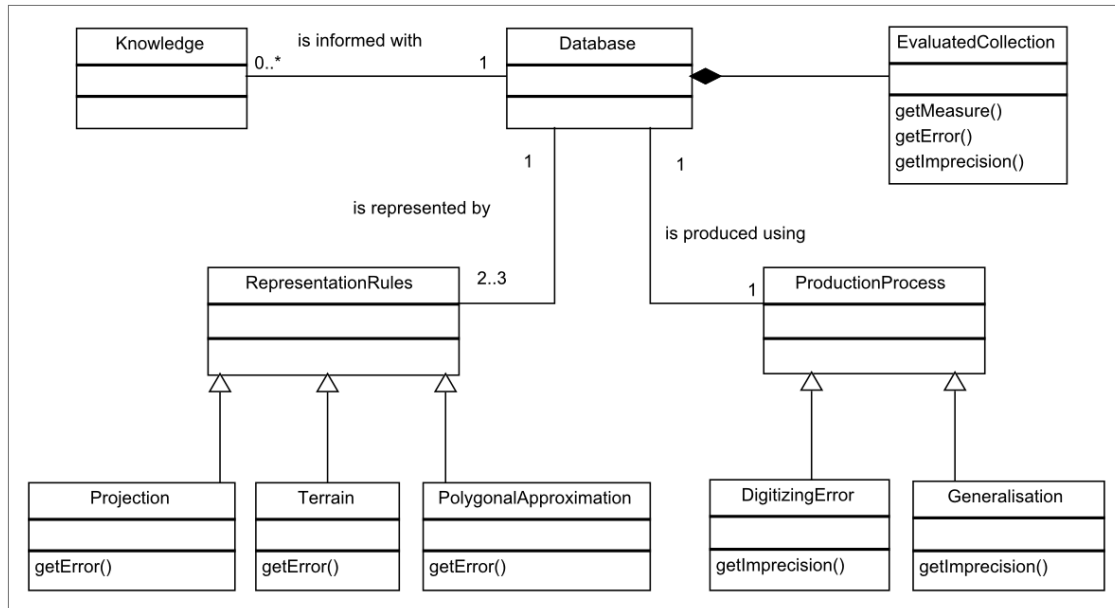 Knowledge
is informed with
0..*
1
Database
EvaluatedCollection
getMeasure()
getError()
getImprecision()
1
1
is represented by
is produced using
2..3
1
RepresentationRules
ProductionProcess
Projection
getError()
Terrain
getError()
PolygonalApproximation
getError()
DigitizingError
getImprecision()
Generalisation
getImprecision()